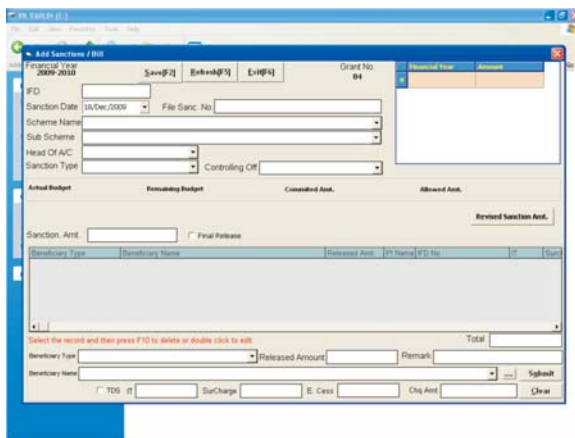 Add Sanctions / Bill
Financial Year
2009-2010
Save[F2]
Refresh[F5]
Exit[F6]
Grant No.
04
Financial Year
Amount
IFD
Sanction Date
18/Dec/2009
File Sanc. No
Scheme Name
Sub Scheme
Head Of A/C
Sanction Type
Controlling Off
Actual Budget
Remaining Budget
Commited Amt.
Allowed Amt.
Revised Sanction Amt.
Sanction. Amt.
Final Release
Beneficiary Type
Beneficiary Name
Released Amt.
IFD No
IT
Select the record and then press F10 to delete or double click to edit
Total
Beneficiary Type
Released Amount
Remark
Beneficiary Name
...
Submit
TDS
IT
SurCharge
E. Cess
Chq Amt
Clear